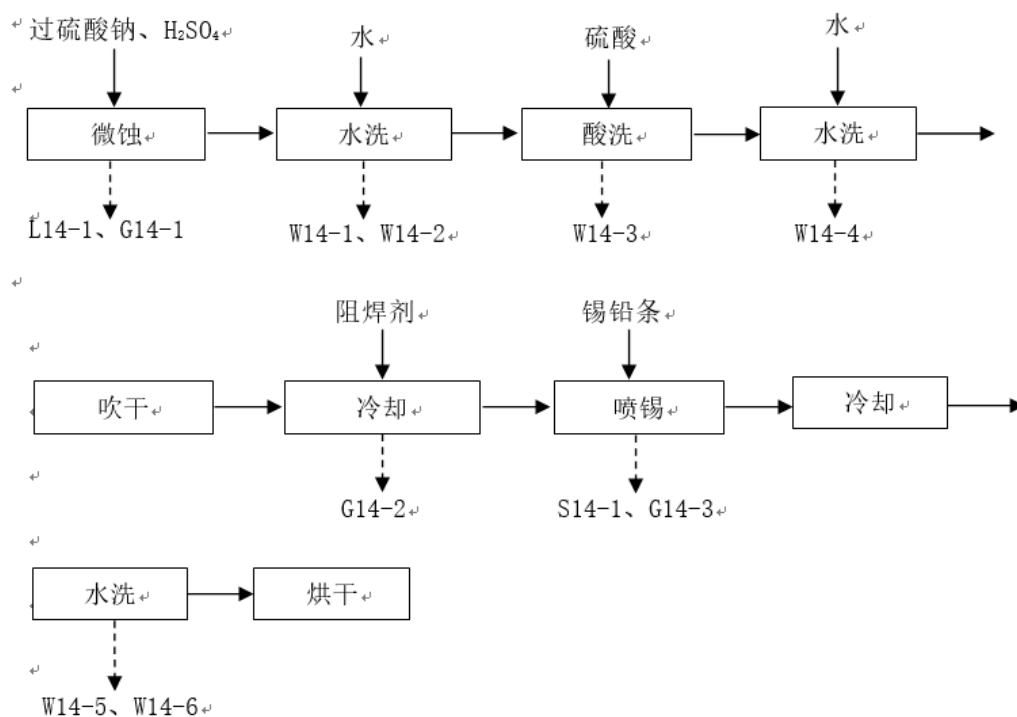 过硫酸钠、H₂SO₄
水
硫酸
水
微蚀
水洗
酸洗
水洗
L14-1、G14-1
W14-1、W14-2
W14-3
W14-4
阻焊剂
锡铅条
吹干
冷却
喷锡
冷却
G14-2
S14-1、G14-3
水洗
烘干
W14-5、W14-6